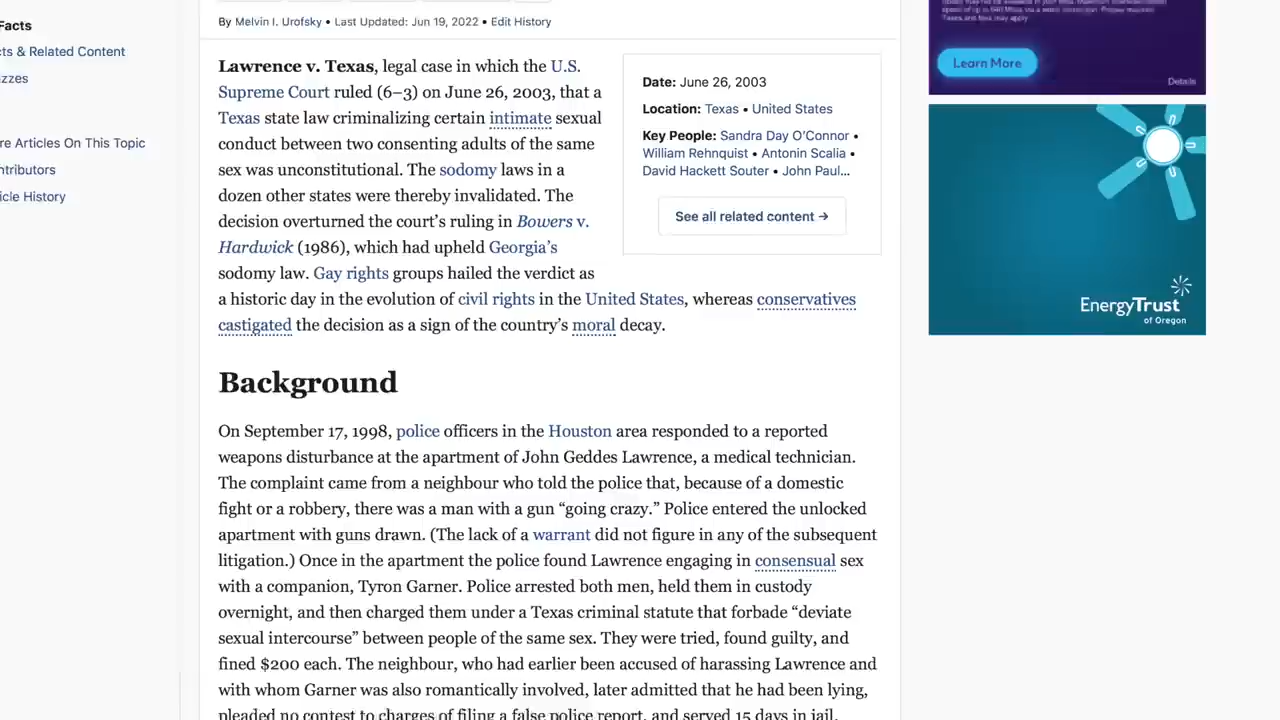 Facts
cts & Related Content
izzes
re Articles On This Topic
ntributors
icle History
By Melvin I. Urofsky • Last Updated: Jun 19, 2022 • Edit History
Lawrence v. Texas, legal case in which the U.S.
Supreme Court ruled (6–3) on June 26, 2003, that a
Texas state law criminalizing certain intimate sexual
conduct between two consenting adults of the same
sex was unconstitutional. The sodomy laws in a
dozen other states were thereby invalidated. The
decision overturned the court’s ruling in Bowers v.
Hardwick (1986), which had upheld Georgia’s
sodomy law. Gay rights groups hailed the verdict as
a historic day in the evolution of civil rights in the United States, whereas conservatives
castigated the decision as a sign of the country’s moral decay.
Date: June 26, 2003
Location: Texas • United States
Key People: Sandra Day O’Connor •
William Rehnquist • Antonin Scalia •
David Hackett Souter • John Paul...
See all related content →
Background
On September 17, 1998, police officers in the Houston area responded to a reported
weapons disturbance at the apartment of John Geddes Lawrence, a medical technician.
The complaint came from a neighbour who told the police that, because of a domestic
fight or a robbery, there was a man with a gun “going crazy.” Police entered the unlocked
apartment with guns drawn. (The lack of a warrant did not figure in any of the subsequent
litigation.) Once in the apartment the police found Lawrence engaging in consensual sex
with a companion, Tyron Garner. Police arrested both men, held them in custody
overnight, and then charged them under a Texas criminal statute that forbade “deviate
sexual intercourse” between people of the same sex. They were tried, found guilty, and
fined $200 each. The neighbour, who had earlier been accused of harassing Lawrence and
with whom Garner was also romantically involved, later admitted that he had been lying,
pleaded no contest to charges of filing a false police report, and served 15 days in jail.
Taxes and fees may apply
Learn More
Details
EnergyTrust
of Oregon